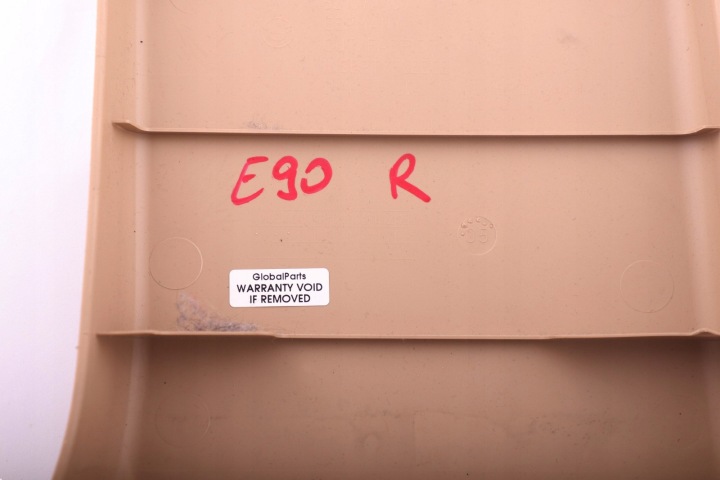 E90 R
GlobalParts
WARRANTY VOID
IF REMOVED